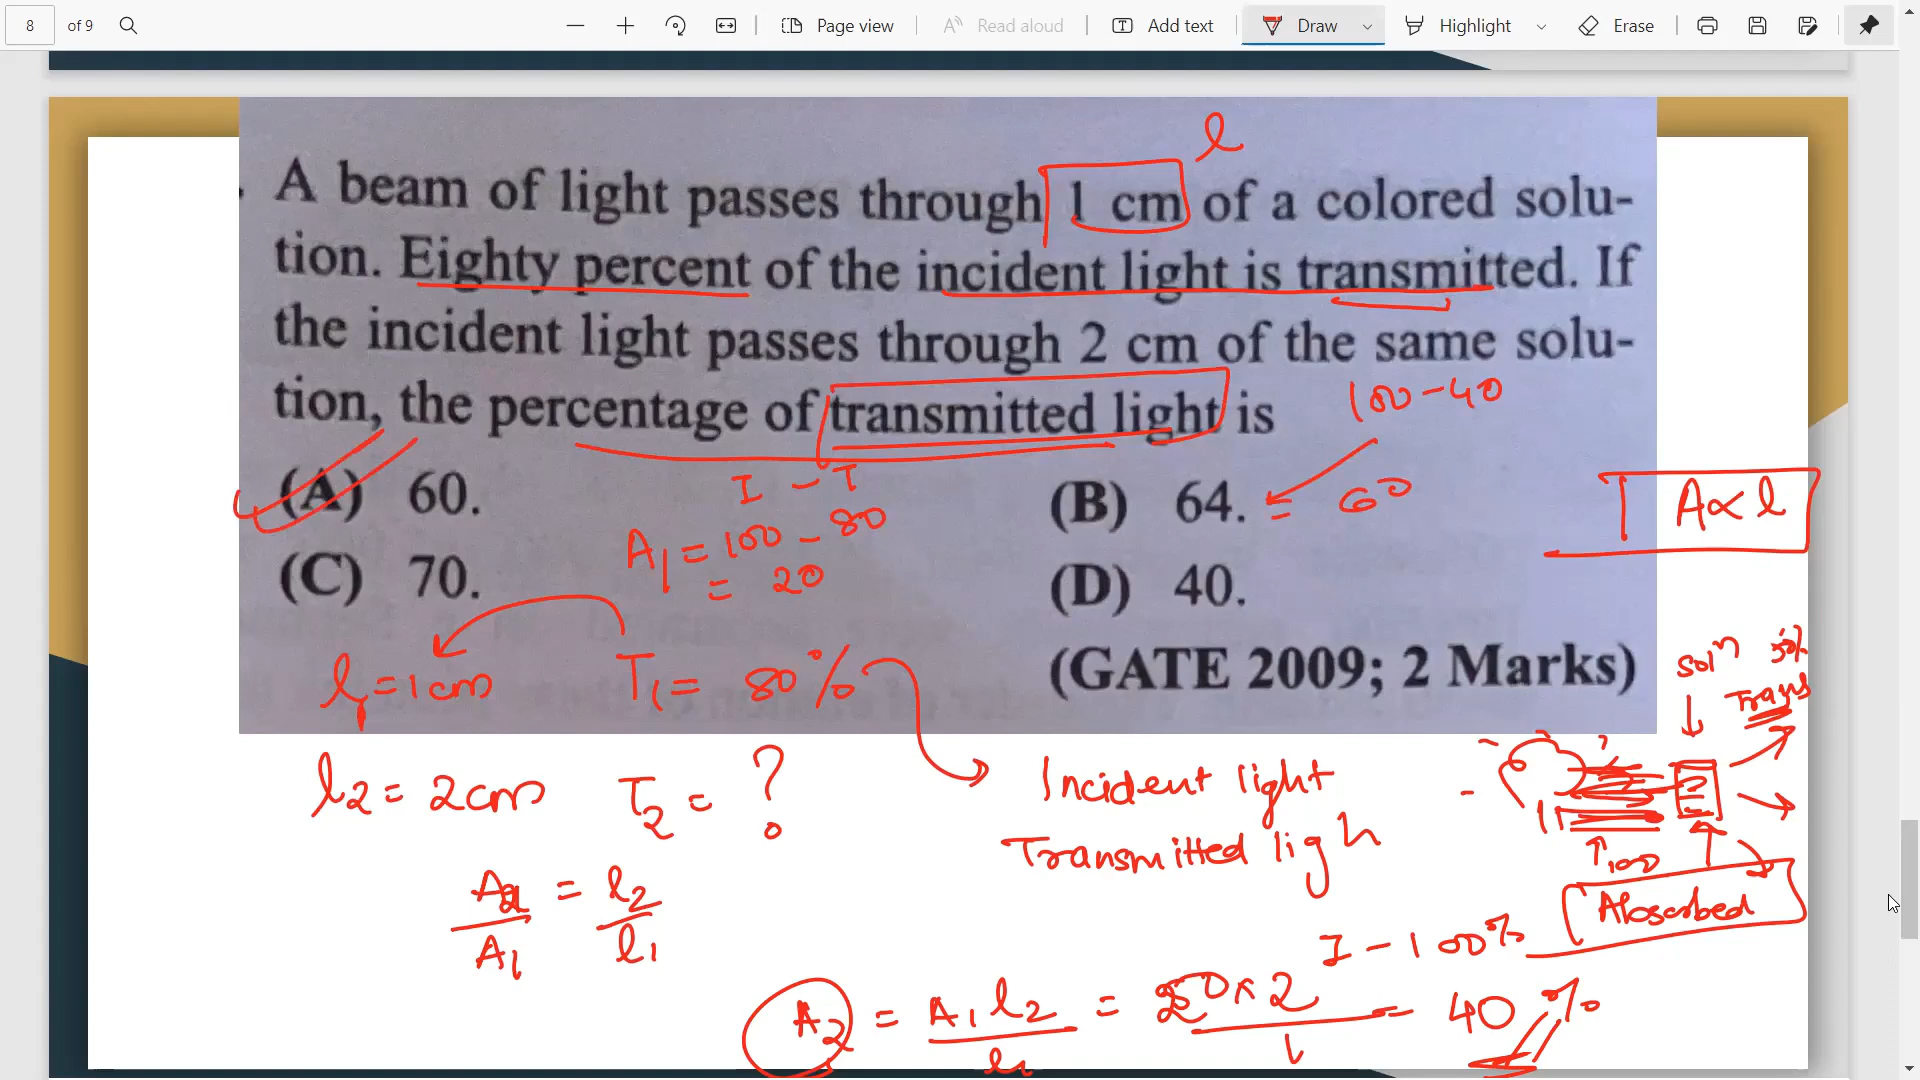 8 of 9 Page view Read aloud Add text Draw Highlight Erase
l
A beam of light passes through 1 cm of a colored solu-
tion. Eighty percent of the incident light is transmitted. If
the incident light passes through 2 cm of the same solu-
tion, the percentage of transmitted light is
100-40
(A) 60.
I - T
(B) 64. = 60
A1 = 100 - 80
= 20
A∝l
(C) 70.
(D) 40.
(GATE 2009; 2 Marks)
l1=1cm T1= 80%
soln
Trans
l2= 2cm T2 = ?
Incident light
Transmitted ligh
↑100
Absorbed
A2/A1 = l2/l1
I - 100%
A2 = A1 l2/l1 = 20×2/1 = 40%